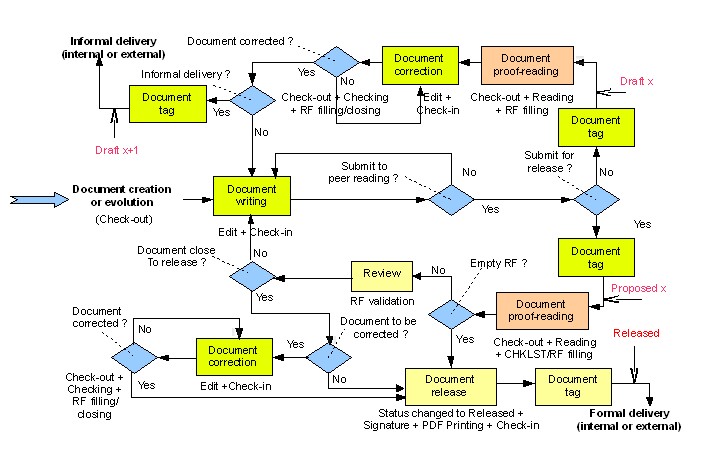 Informal delivery
(internal or external)
Document corrected ?
Document
correction
Document
proof-reading
Informal delivery ?
Yes
No
Document
tag
Yes
Check-out + Checking
+ RF filling/closing
Edit +
Check-in
Check-out + Reading
+ RF filling
Draft x
Draft x+1
No
Document
tag
Submit to
peer reading ?
No
Submit for
release ?
No
Document creation
or evolution
(Check-out)
Document
writing
Yes
Yes
Edit + Check-in
Document close
To release ?
No
Empty RF ?
Document
tag
Review
No
RF validation
Proposed x
Yes
Document
proof-reading
Document
corrected ?
No
Document to be
corrected ?
Yes
Released
Document
correction
Yes
Check-out + Reading
+ CHKLST/RF filling
Check-out +
Checking +
RF filling/
closing
Yes
Edit +Check-in
No
Document
release
Document
tag
Status changed to Released +
Signature + PDF Printing + Check-in
Formal delivery
(internal or external)